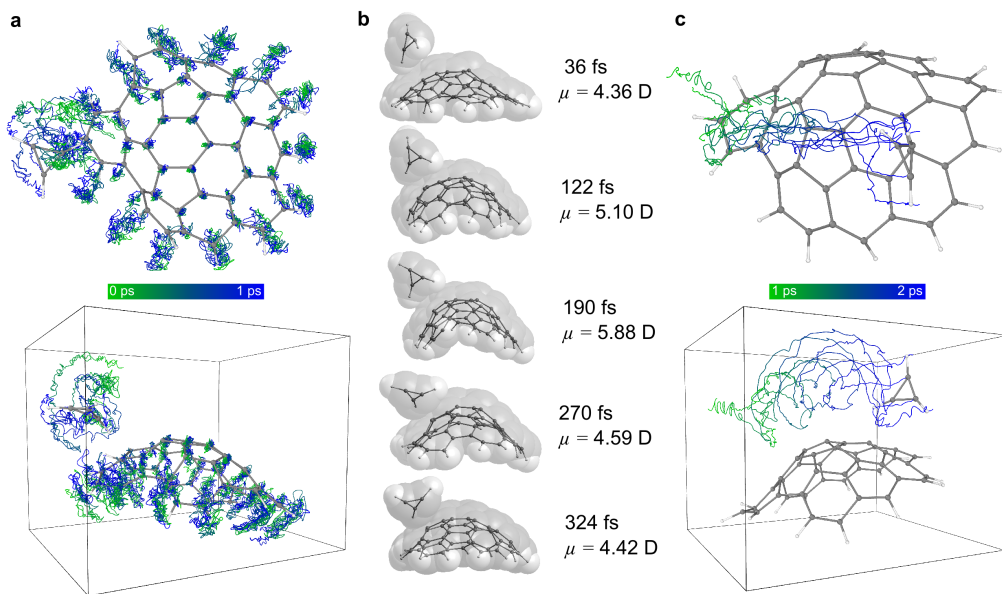 a
0 ps 1 ps
b
36 fs
μ = 4.36 D
122 fs
μ = 5.10 D
190 fs
μ = 5.88 D
270 fs
μ = 4.59 D
324 fs
μ = 4.42 D
c
1 ps 2 ps